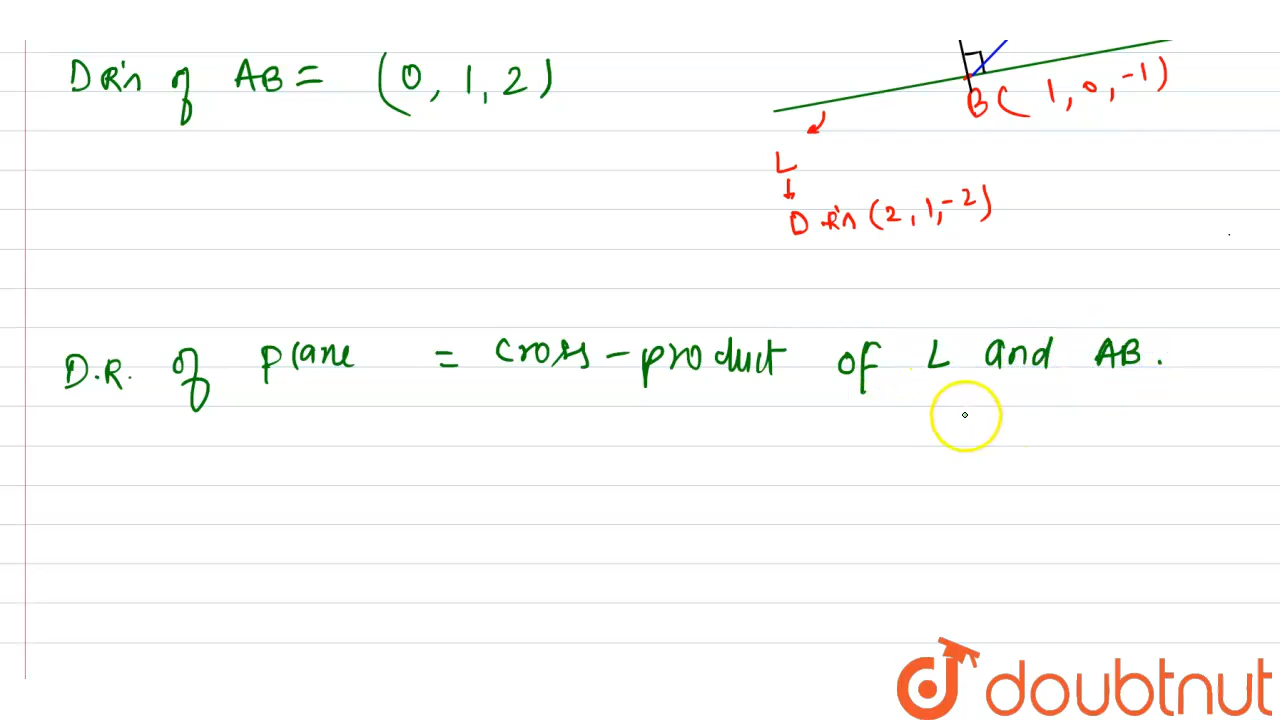 DR'n of AB = (0, 1, 2)
B(1, 0, -1)
L
DR'n (2, 1, -2)
D.R. of plane = cross-product of L and AB.
doubtnut